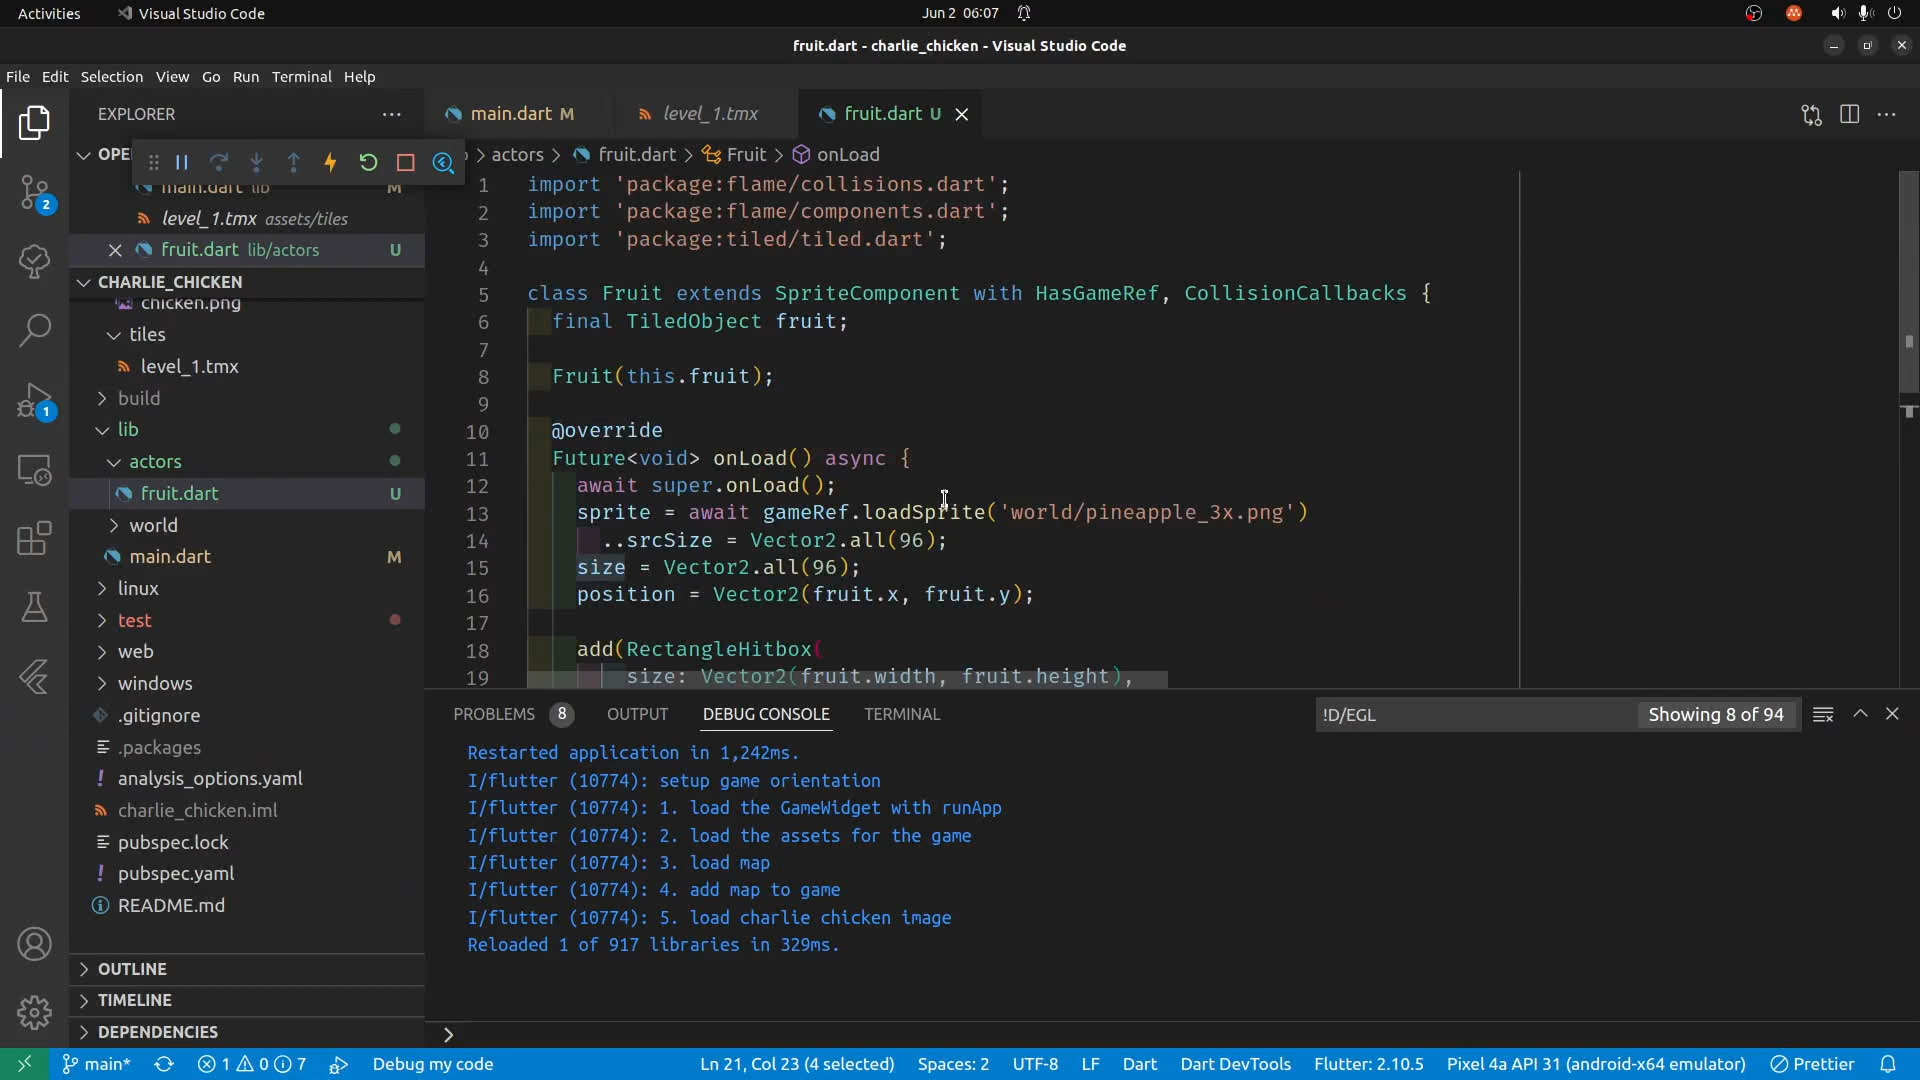 Activities
Visual Studio Code
Jun 2 06:07
fruit.dart - charlie_chicken - Visual Studio Code
File Edit Selection View Go Run Terminal Help
EXPLORER
main.dart M
level_1.tmx
fruit.dart U
OPE
actors > fruit.dart > Fruit > onLoad
main.dart lib M
level_1.tmx assets/tiles
fruit.dart lib/actors U
CHARLIE_CHICKEN
chicken.png
tiles
level_1.tmx
build
lib
actors
fruit.dart U
world
main.dart M
linux
test
web
windows
.gitignore
.packages
analysis_options.yaml
charlie_chicken.iml
pubspec.lock
pubspec.yaml
README.md
OUTLINE
TIMELINE
DEPENDENCIES
2
1
1 import 'package:flame/collisions.dart';
2 import 'package:flame/components.dart';
3 import 'package:tiled/tiled.dart';
4
5 class Fruit extends SpriteComponent with HasGameRef, CollisionCallbacks {
6 final TiledObject fruit;
7
8 Fruit(this.fruit);
9
10 @override
11 Future<void> onLoad() async {
12 await super.onLoad();
13 sprite = await gameRef.loadSprite('world/pineapple_3x.png')
14 ..srcSize = Vector2.all(96);
15 size = Vector2.all(96);
16 position = Vector2(fruit.x, fruit.y);
17
18 add(RectangleHitbox(
19 size: Vector2(fruit.width, fruit.height),
PROBLEMS 8 OUTPUT DEBUG CONSOLE TERMINAL
!D/EGL
Showing 8 of 94
Restarted application in 1,242ms.
I/flutter (10774): setup game orientation
I/flutter (10774): 1. load the GameWidget with runApp
I/flutter (10774): 2. load the assets for the game
I/flutter (10774): 3. load map
I/flutter (10774): 4. add map to game
I/flutter (10774): 5. load charlie chicken image
Reloaded 1 of 917 libraries in 329ms.
main* 1 0 7 Debug my code Ln 21, Col 23 (4 selected) Spaces: 2 UTF-8 LF Dart Dart DevTools Flutter: 2.10.5 Pixel 4a API 31 (android-x64 emulator) Prettier